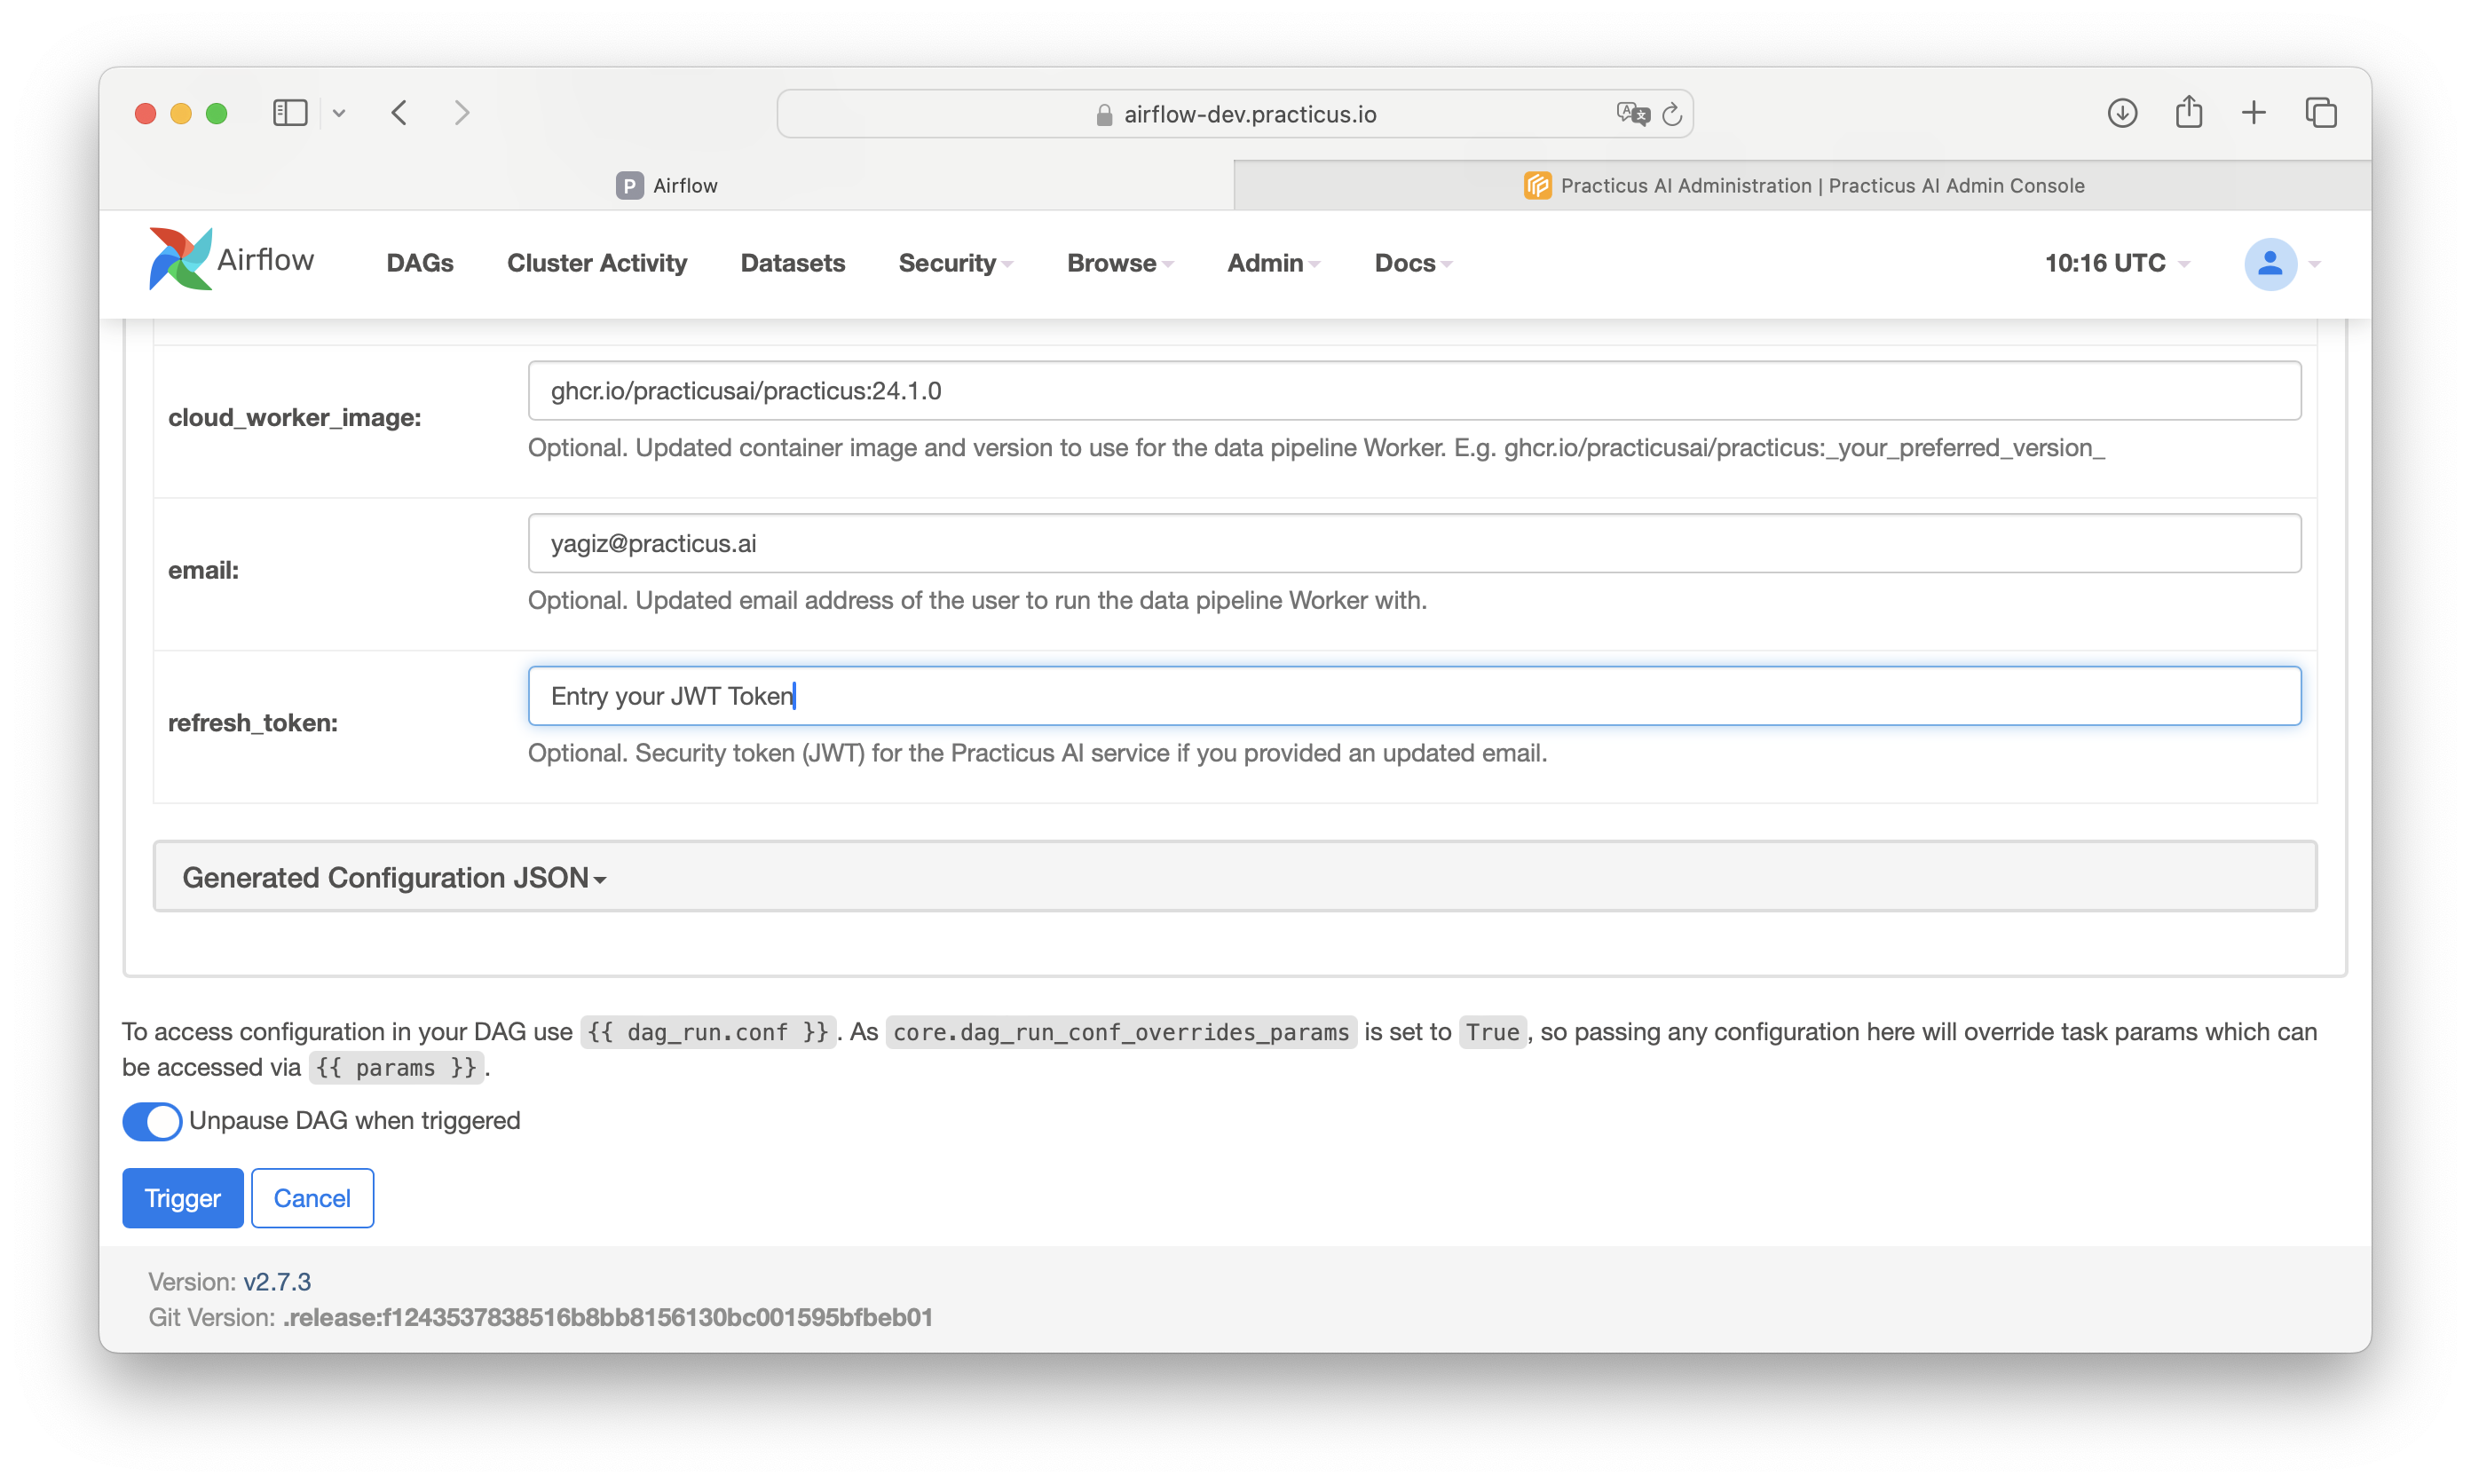 airflow-dev.practicus.io
P Airflow
Practicus AI Administration | Practicus AI Admin Console
Airflow DAGs Cluster Activity Datasets Security Browse Admin Docs 10:16 UTC
cloud_worker_image:
ghcr.io/practicusai/practicus:24.1.0
Optional. Updated container image and version to use for the data pipeline Worker. E.g. ghcr.io/practicusai/practicus:_your_preferred_version_
email:
yagiz@practicus.ai
Optional. Updated email address of the user to run the data pipeline Worker with.
refresh_token:
Entry your JWT Token
Optional. Security token (JWT) for the Practicus AI service if you provided an updated email.
Generated Configuration JSON
To access configuration in your DAG use {{ dag_run.conf }}. As core.dag_run_conf_overrides_params is set to True, so passing any configuration here will override task params which can
be accessed via {{ params }}.
Unpause DAG when triggered
Trigger Cancel
Version: v2.7.3
Git Version: .release:f1243537838516b8bb8156130bc001595bfbeb01